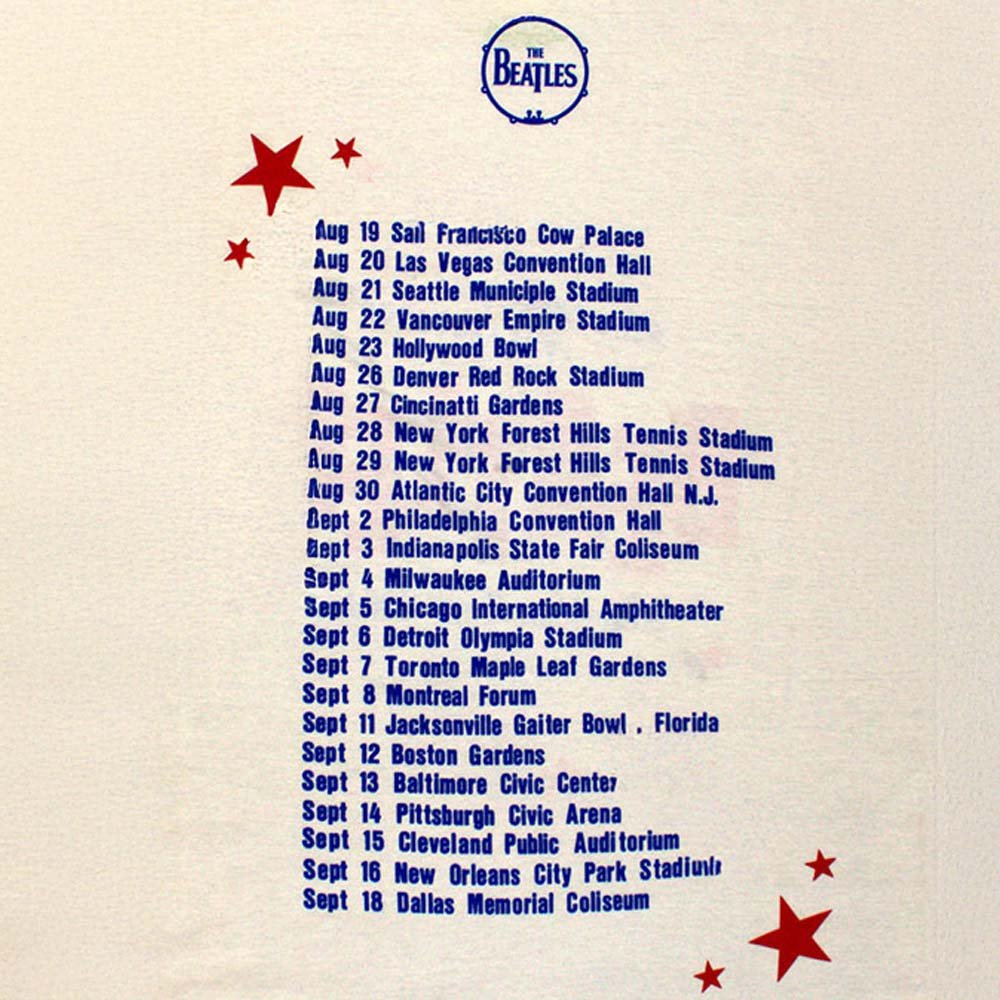 THE
BEATLES
Aug 19 San Francisco Cow Palace
Aug 20 Las Vegas Convention Hall
Aug 21 Seattle Municiple Stadium
Aug 22 Vancouver Empire Stadium
Aug 23 Hollywood Bowl
Aug 26 Denver Red Rock Stadium
Aug 27 Cincinatti Gardens
Aug 28 New York Forest Hills Tennis Stadium
Aug 29 New York Forest Hills Tennis Stadium
Aug 30 Atlantic City Convention Hall N.J.
Sept 2 Philadelphia Convention Hall
Sept 3 Indianapolis State Fair Coliseum
Sept 4 Milwaukee Auditorium
Sept 5 Chicago International Amphitheater
Sept 6 Detroit Olympia Stadium
Sept 7 Toronto Maple Leaf Gardens
Sept 8 Montreal Forum
Sept 11 Jacksonville Gaiter Bowl . Florida
Sept 12 Boston Gardens
Sept 13 Baltimore Civic Center
Sept 14 Pittsburgh Civic Arena
Sept 15 Cleveland Public Auditorium
Sept 16 New Orleans City Park Stadium
Sept 18 Dallas Memorial Coliseum